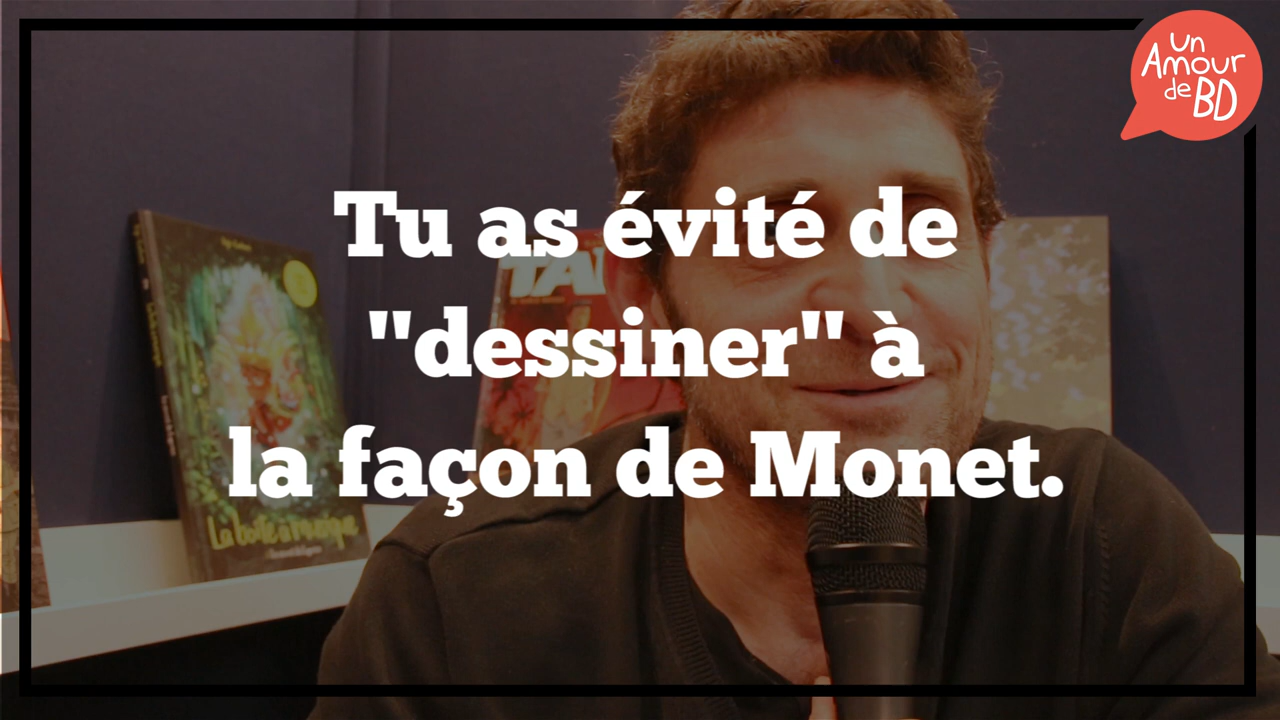 un
Amour
de BD
Tu as évité de
"dessiner" à
la façon de Monet.
La boîte à musique